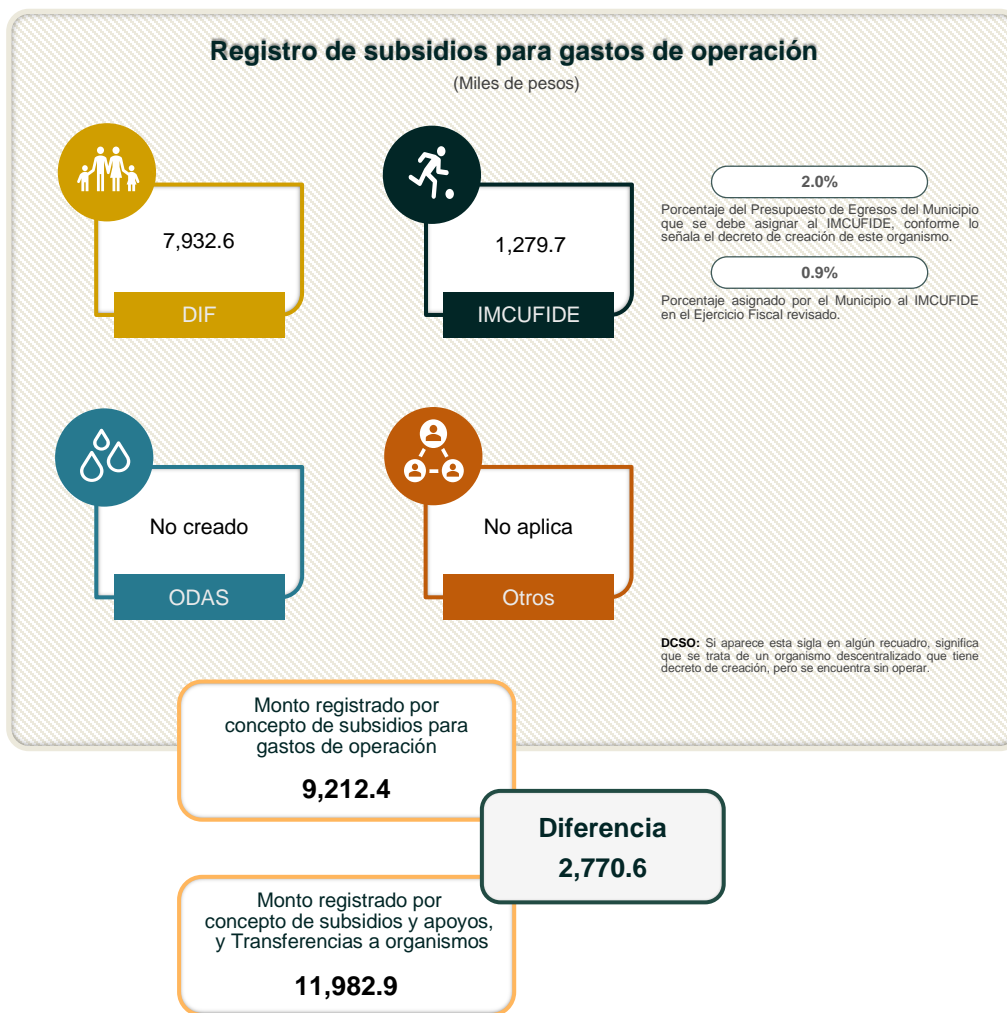 Registro de subsidios para gastos de operación
(Miles de pesos)
7,932.6
DIF
1,279.7
IMCUFIDE
2.0%
Porcentaje del Presupuesto de Egresos del Municipio
que se debe asignar al IMCUFIDE, conforme lo
señala el decreto de creación de este organismo.
0.9%
Porcentaje asignado por el Municipio al IMCUFIDE
en el Ejercicio Fiscal revisado.
No creado
ODAS
No aplica
Otros
DCSO: Si aparece esta sigla en algún recuadro, significa
que se trata de un organismo descentralizado que tiene
decreto de creación, pero se encuentra sin operar.
Monto registrado por
concepto de subsidios para
gastos de operación
9,212.4
Diferencia
2,770.6
Monto registrado por
concepto de subsidios y apoyos,
y Transferencias a organismos
11,982.9